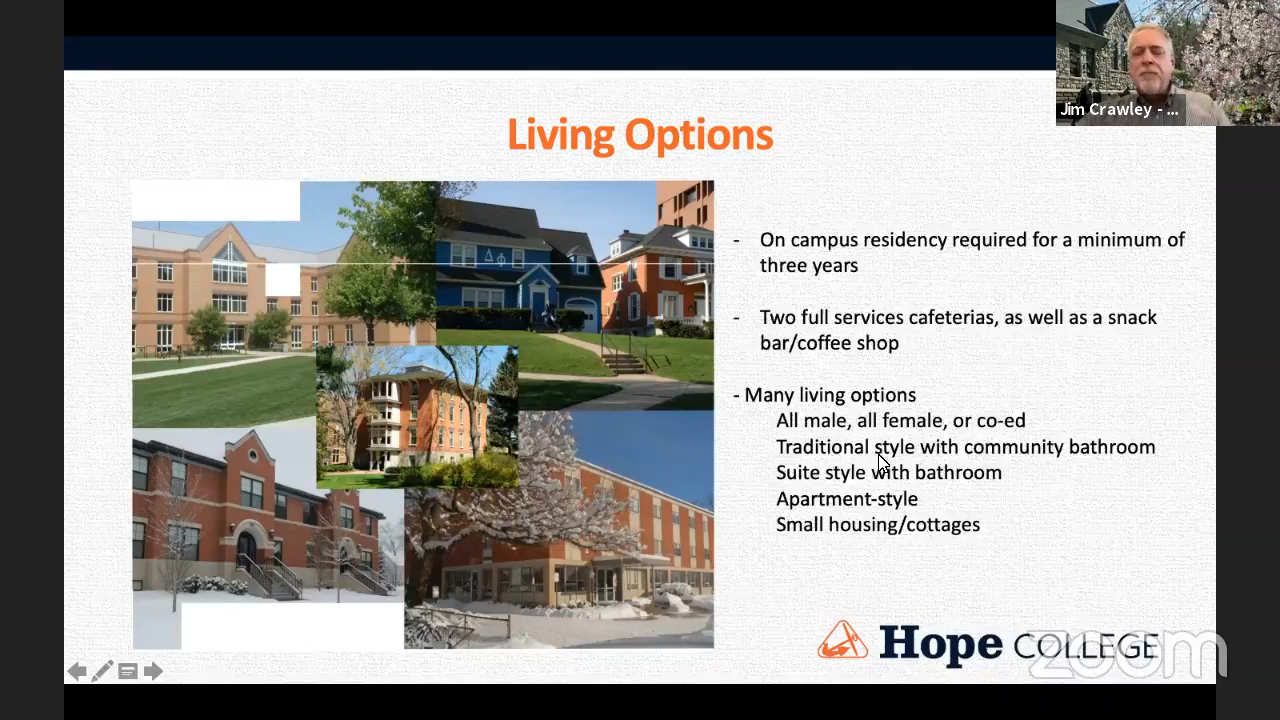 Jim Crawley - ...
Living Options
ΔΦ
- On campus residency required for a minimum of
three years
- Two full services cafeterias, as well as a snack
bar/coffee shop
- Many living options
All male, all female, or co-ed
Traditional style with community bathroom
Suite style with bathroom
Apartment-style
Small housing/cottages
Hope COLLEGE
zoom